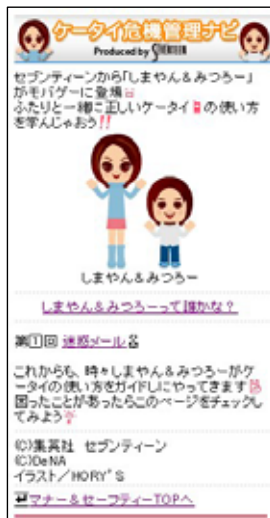 ケータイ危機管理ナビ
Produced by SEVENTEEN
セブンティーンから「しまやん＆みつろー」
がモバゲーに登場
ふたりと一緒に正しいケータイの使い方
を学んじゃおう!!
しまやん＆みつろー
しまやん＆みつろーって誰かな？
第1回 迷惑メール
これからも、時々しまやん＆みつろーがケ
ータイの使い方をガイドしにやってきます
困ったことがあったらこのページをチェックし
てみよう
(C)集英社 セブンティーン
(C)DeNA
イラスト／HORY'S
マナー＆セーフティーTOPへ